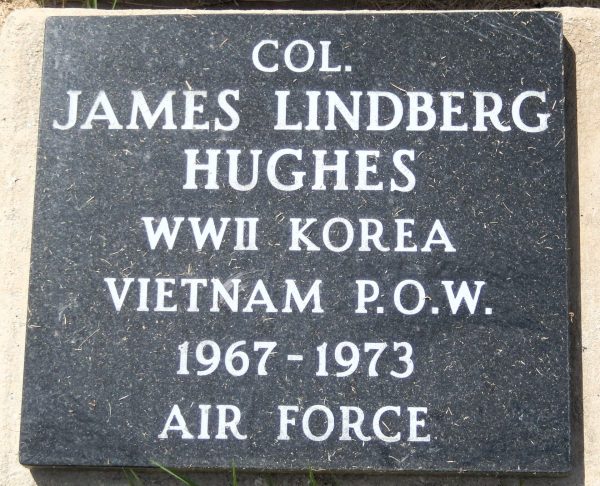 COL.
JAMES LINDBERG
HUGHES
WWII KOREA
VIETNAM P.O.W.
1967-1973
AIR FORCE